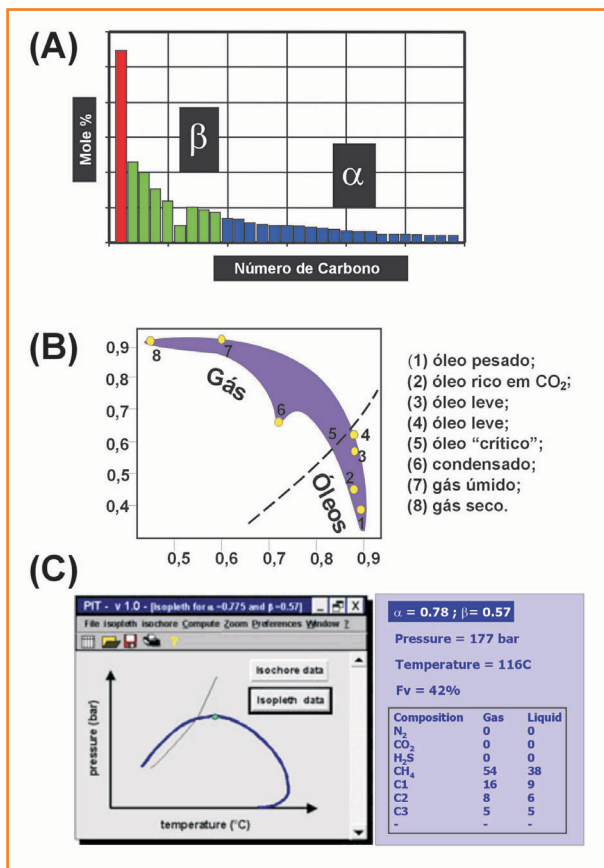 (A)
Mole %
β
α
Número de Carbono
(B)
0,9
0,8
0,7
0,6
0,5
0,4
0,5 0,6 0,7 0,8 0,9
8
7
Gás
6
5
4
3
2
1
Óleos
(1) óleo pesado;
(2) óleo rico em CO₂;
(3) óleo leve;
(4) óleo leve;
(5) óleo “crítico”;
(6) condensado;
(7) gás úmido;
(8) gás seco.
(C)
PIT - v 1.0 - [Isopleth for α=0.775 and β=0.57]
File isopleth isochore Compute Zoom Preferences Window ?
Isochore data
Isopleth data
pressure (bar)
temperature (°C)
α = 0.78 ; β= 0.57
Pressure = 177 bar
Temperature = 116C
Fv = 42%
Composition Gas Liquid
N₂ 0 0
CO₂ 0 0
H₂S 0 0
CH₄ 54 38
C1 16 9
C2 8 6
C3 5 5
- - -